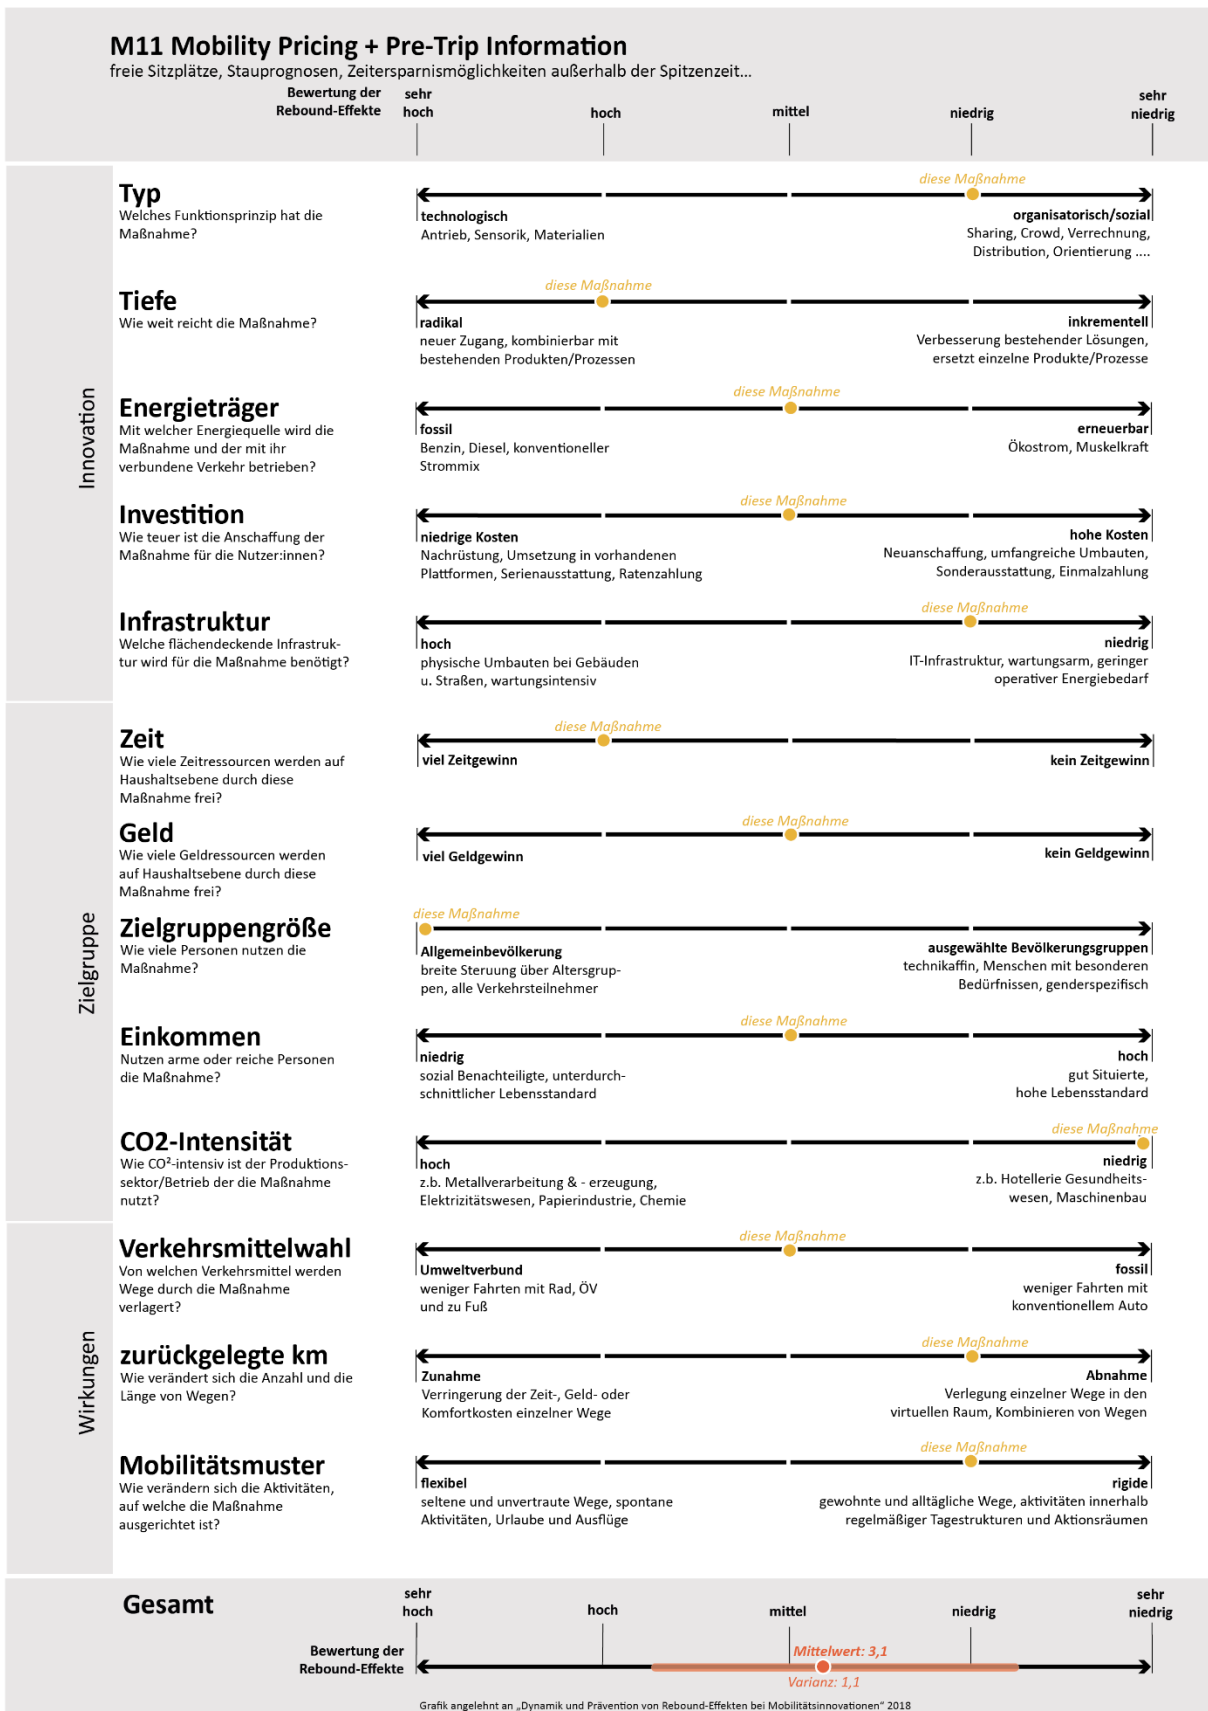 M11 Mobility Pricing + Pre-Trip Information
freie Sitzplätze, Stauprognosen, Zeitersparnismöglichkeiten außerhalb der Spitzenzeit...
Bewertung der
Rebound-Effekte
sehr
hoch
hoch
mittel
niedrig
sehr
niedrig
Innovation
Typ
Welches Funktionsprinzip hat die
Maßnahme?
diese Maßnahme
technologisch
Antrieb, Sensorik, Materialien
organisatorisch/sozial
Sharing, Crowd, Verrechnung,
Distribution, Orientierung ....
Tiefe
Wie weit reicht die Maßnahme?
diese Maßnahme
radikal
neuer Zugang, kombinierbar mit
bestehenden Produkten/Prozessen
inkrementell
Verbesserung bestehender Lösungen,
ersetzt einzelne Produkte/Prozesse
Energieträger
Mit welcher Energiequelle wird die
Maßnahme und der mit ihr
verbundene Verkehr betrieben?
diese Maßnahme
fossil
Benzin, Diesel, konventioneller
Strommix
erneuerbar
Ökostrom, Muskelkraft
Investition
Wie teuer ist die Anschaffung der
Maßnahme für die Nutzer:innen?
diese Maßnahme
niedrige Kosten
Nachrüstung, Umsetzung in vorhandenen
Plattformen, Serienausstattung, Ratenzahlung
hohe Kosten
Neuanschaffung, umfangreiche Umbauten,
Sonderausstattung, Einmalzahlung
Infrastruktur
Welche flächendeckende Infrastruk-
tur wird für die Maßnahme benötigt?
diese Maßnahme
hoch
physische Umbauten bei Gebäuden
u. Straßen, wartungsintensiv
niedrig
IT-Infrastruktur, wartungsarm, geringer
operativer Energiebedarf
Zielgruppe
Zeit
Wie viele Zeitressourcen werden auf
Haushaltsebene durch diese
Maßnahme frei?
diese Maßnahme
viel Zeitgewinn
kein Zeitgewinn
Geld
Wie viele Geldressourcen werden
auf Haushaltsebene durch diese
Maßnahme frei?
diese Maßnahme
viel Geldgewinn
kein Geldgewinn
Zielgruppengröße
Wie viele Personen nutzen die
Maßnahme?
diese Maßnahme
Allgemeinbevölkerung
breite Steruung über Altersgrup-
pen, alle Verkehrsteilnehmer
ausgewählte Bevölkerungsgruppen
technikaffin, Menschen mit besonderen
Bedürfnissen, genderspezifisch
Einkommen
Nutzen arme oder reiche Personen
die Maßnahme?
diese Maßnahme
niedrig
sozial Benachteiligte, unterdurch-
schnittlicher Lebensstandard
hoch
gut Situierte,
hohe Lebensstandard
CO2-Intensität
Wie CO²-intensiv ist der Produktions-
sektor/Betrieb der die Maßnahme
nutzt?
diese Maßnahme
hoch
z.b. Metallverarbeitung & - erzeugung,
Elektrizitätswesen, Papierindustrie, Chemie
niedrig
z.b. Hotellerie Gesundheits-
wesen, Maschinenbau
Wirkungen
Verkehrsmittelwahl
Von welchen Verkehrsmittel werden
Wege durch die Maßnahme
verlagert?
diese Maßnahme
Umweltverbund
weniger Fahrten mit Rad, ÖV
und zu Fuß
fossil
weniger Fahrten mit
konventionellem Auto
zurückgelegte km
Wie verändert sich die Anzahl und die
Länge von Wegen?
diese Maßnahme
Zunahme
Verringerung der Zeit-, Geld- oder
Komfortkosten einzelner Wege
Abnahme
Verlegung einzelner Wege in den
virtuellen Raum, Kombinieren von Wegen
Mobilitätsmuster
Wie verändern sich die Aktivitäten,
auf welche die Maßnahme
ausgerichtet ist?
diese Maßnahme
flexibel
seltene und unvertraute Wege, spontane
Aktivitäten, Urlaube und Ausflüge
rigide
gewohnte und alltägliche Wege, aktivitäten innerhalb
regelmäßiger Tagestrukturen und Aktionsräumen
Gesamt
sehr
hoch
hoch
mittel
niedrig
sehr
niedrig
Bewertung der
Rebound-Effekte
Mittelwert: 3,1
Varianz: 1,1
Grafik angelehnt an „Dynamik und Prävention von Rebound-Effekten bei Mobilitätsinnovationen“ 2018